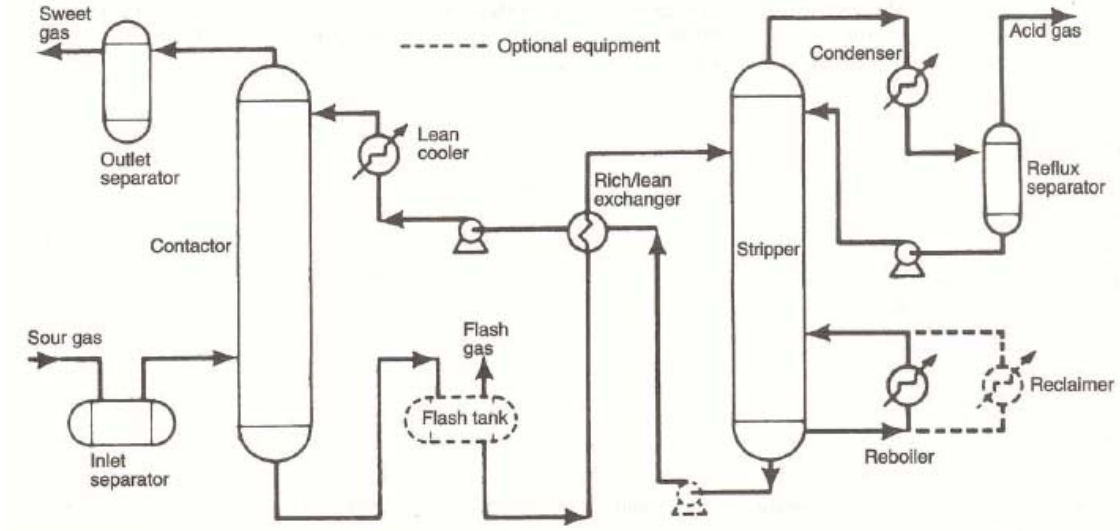 Sweet
gas
Outlet
separator
Optional equipment
Condenser
Acid gas
Lean
cooler
Rich/lean
exchanger
Reflux
separator
Contactor
Stripper
Sour gas
Flash
gas
Flash tank
Inlet
separator
Reclaimer
Reboiler